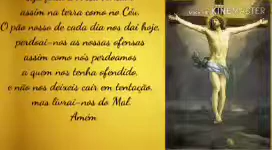 assim na terra como no Céu.
O pão nosso de cada dia nos daí hoje,
perdoai-nos as nossas ofensas
assim como nós perdoamos
a quem nos tenha ofendido,
e não nos deixeis cair em tentação,
mas livrai-nos do Mal.
Amém
KINEMASTER